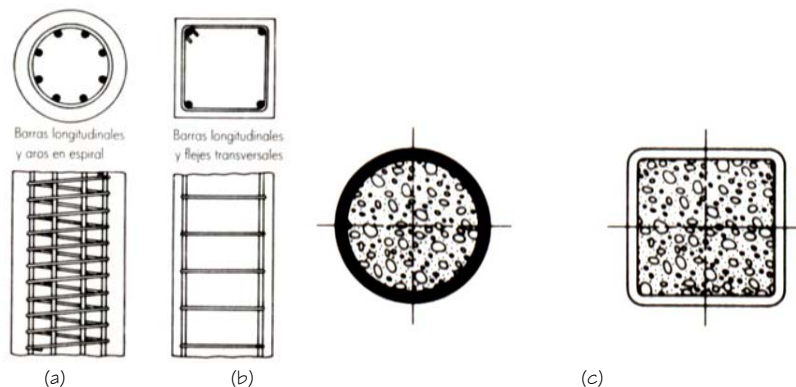 Barras longitudinales
y aros en espiral
Barras longitudinales
y flejes transversales
(a)
(b)
(c)